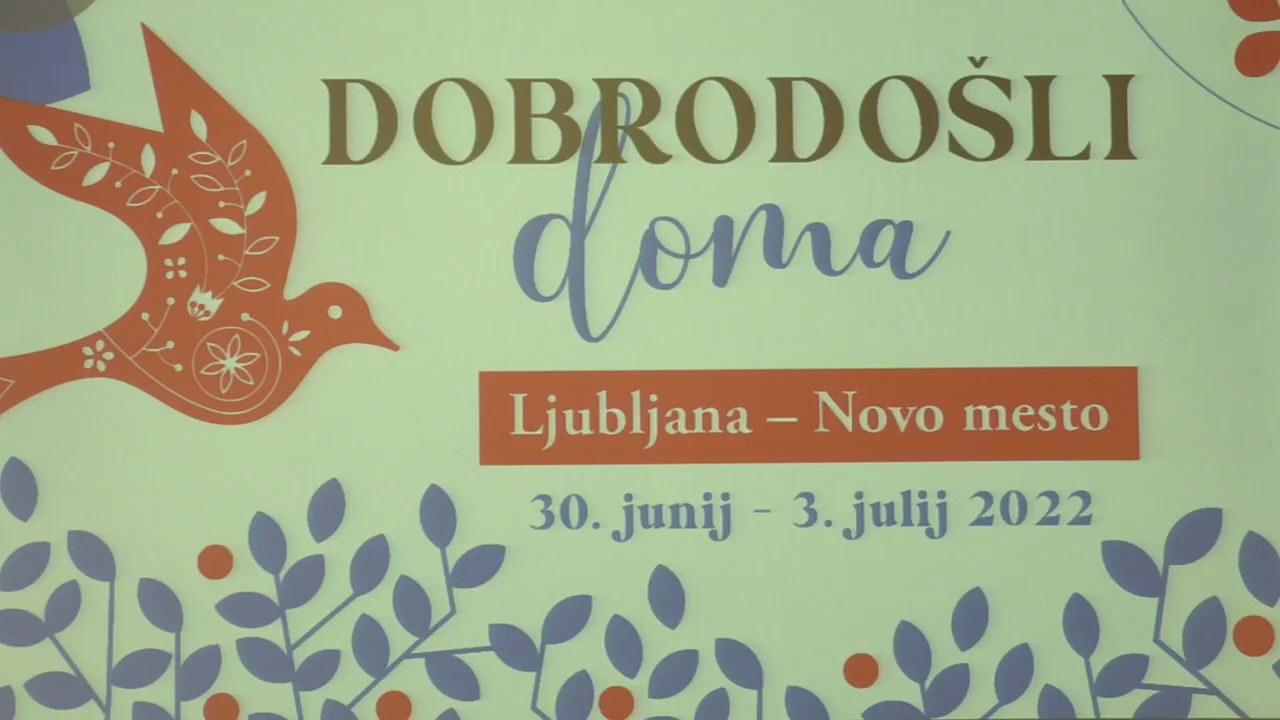 DOBRODOŠLI
doma
Ljubljana – Novo mesto
30. junij - 3. julij 2022